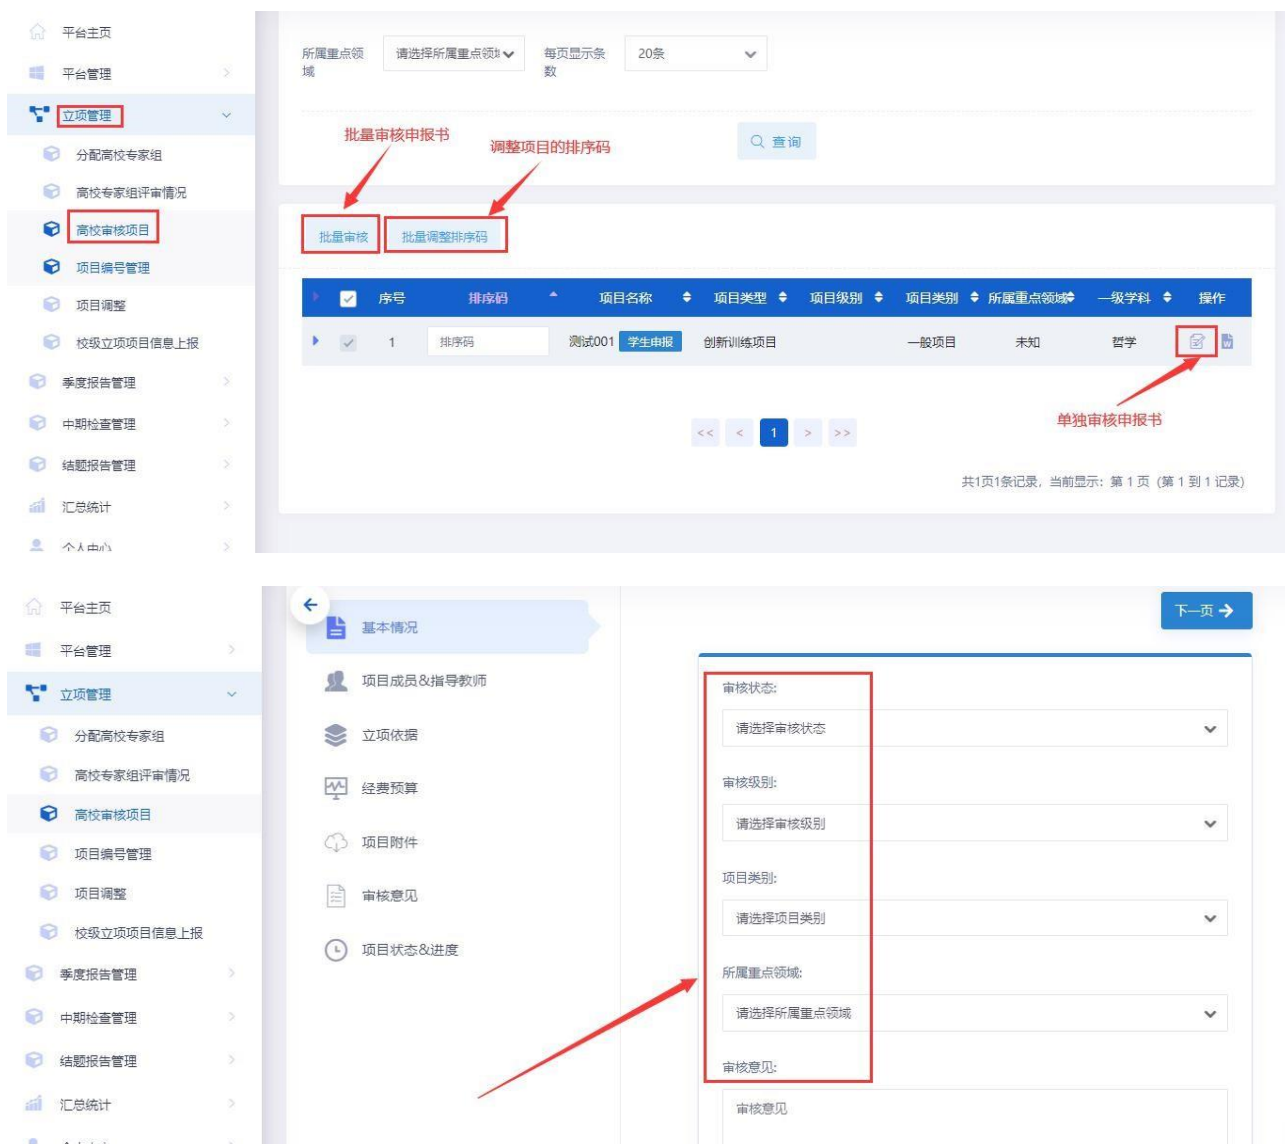 平台主页
平台管理
立项管理
分配高校专家组
高校专家组评审情况
高校审核项目
项目编号管理
项目调整
校级立项项目信息上报
季度报告管理
中期检查管理
结题报告管理
汇总统计
个人中心
所属重点领域
请选择所属重点领域
每页显示条数
20条
批量审核申报书
调整项目的排序码
查询
批量审核
批量调整排序码
序号 排序码 项目名称 项目类型 项目级别 项目类别 所属重点领域 一级学科 操作
1 排序码 测试001 学生申报 创新训练项目 一般项目 未知 哲学
单独审核申报书
<< < 1 > >>
共1页1条记录, 当前显示: 第 1 页 (第 1 到 1 记录)
平台主页
平台管理
立项管理
分配高校专家组
高校专家组评审情况
高校审核项目
项目编号管理
项目调整
校级立项项目信息上报
季度报告管理
中期检查管理
结题报告管理
汇总统计
基本情况
项目成员&指导教师
立项依据
经费预算
项目附件
审核意见
项目状态&进度
下一页
审核状态:
请选择审核状态
审核级别:
请选择审核级别
项目类别:
请选择项目类别
所属重点领域:
请选择所属重点领域
审核意见:
审核意见